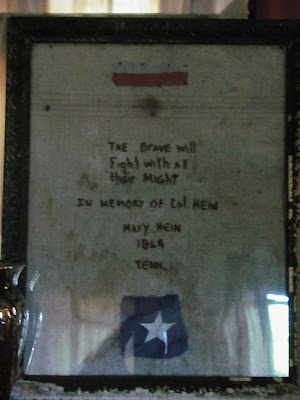 The Brave Will
Fight with All
their Might
In Memory of Col. Hein
Mary Hein
1864
Tenn.